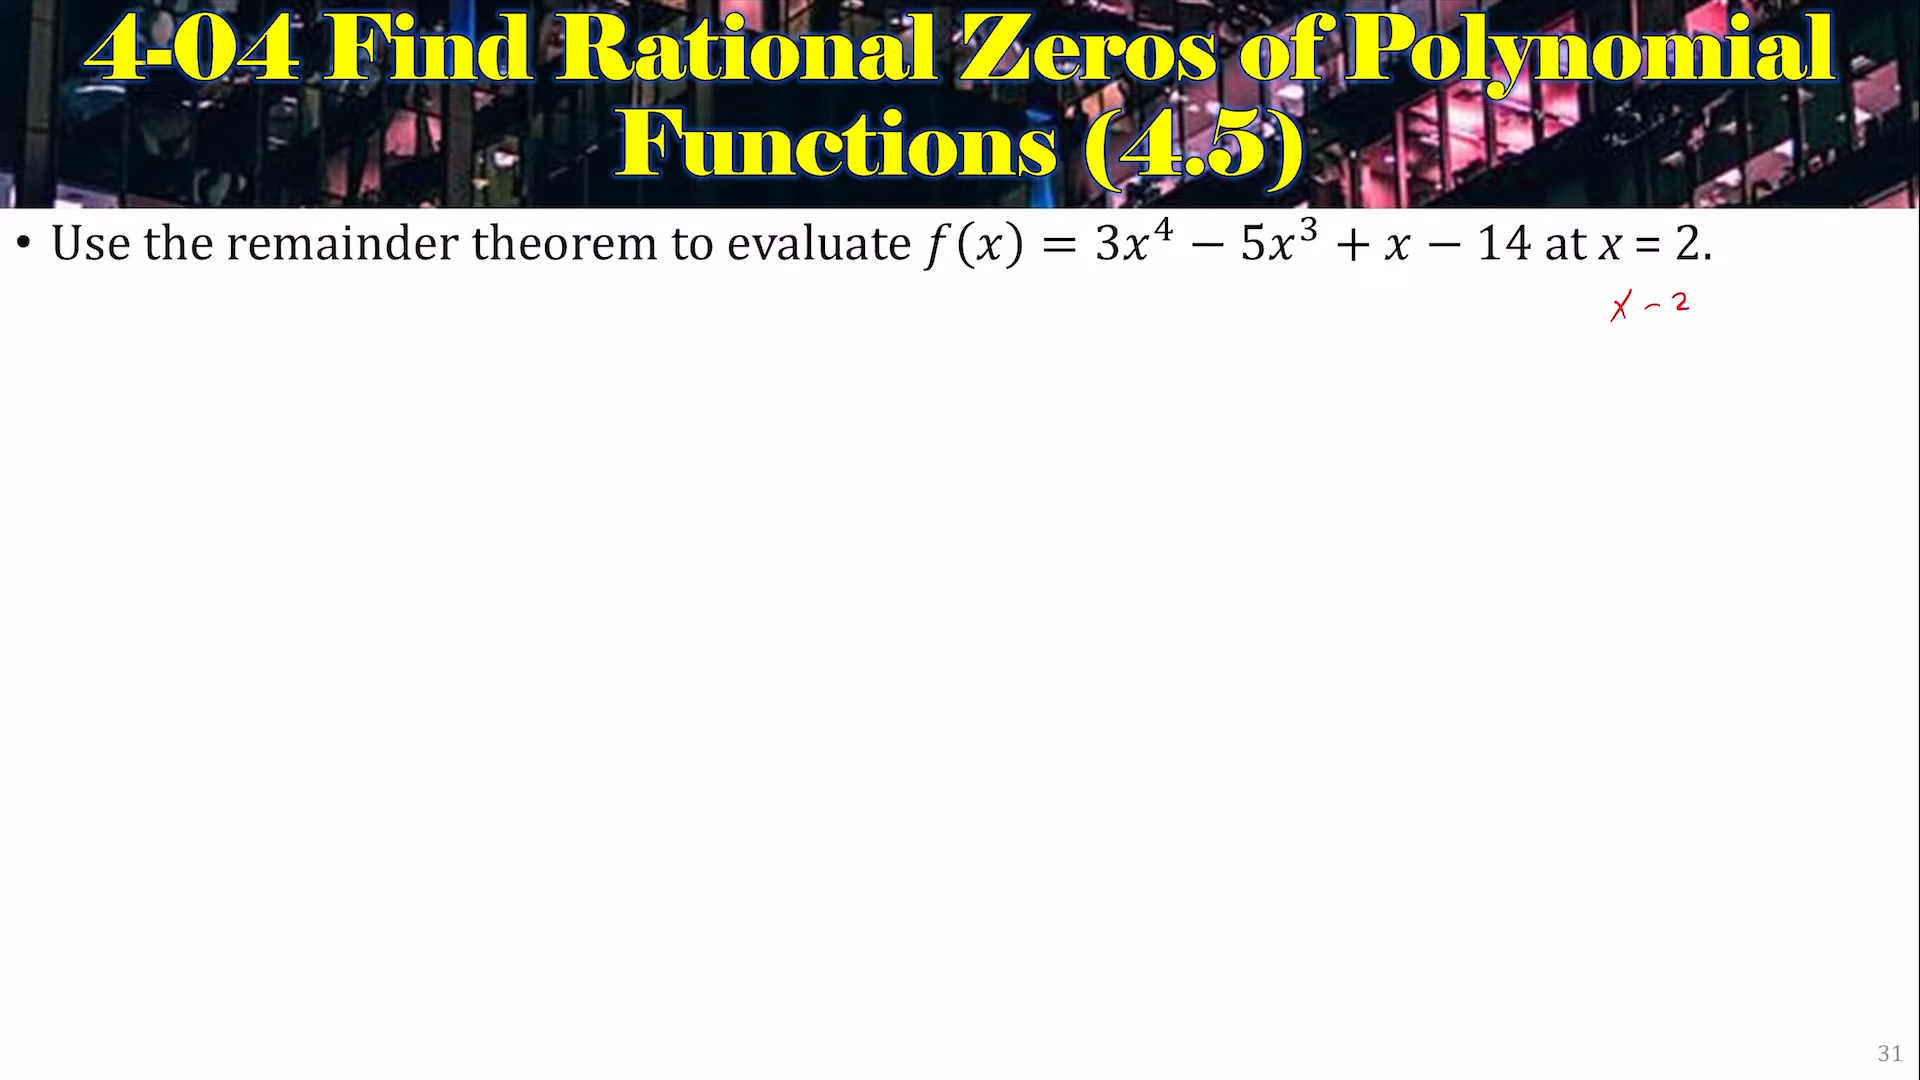 4-04 Find Rational Zeros of Polynomial
Functions (4.5)
• Use the remainder theorem to evaluate f(x) = 3x⁴ − 5x³ + x − 14 at x = 2.
x - 2
31